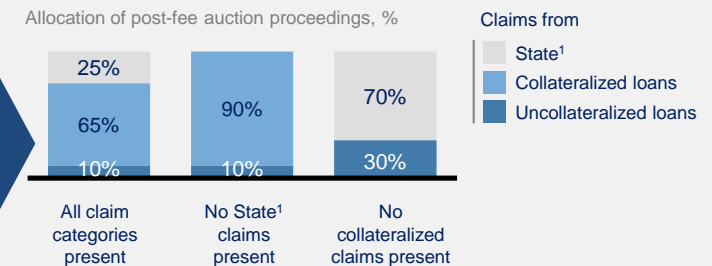 Allocation of post-fee auction proceedings, %
Claims from
State¹
Collateralized loans
Uncollateralized loans
25%
65%
10%
90%
10%
70%
30%
All claim
categories
present
No State¹
claims
present
No
collateralized
claims present